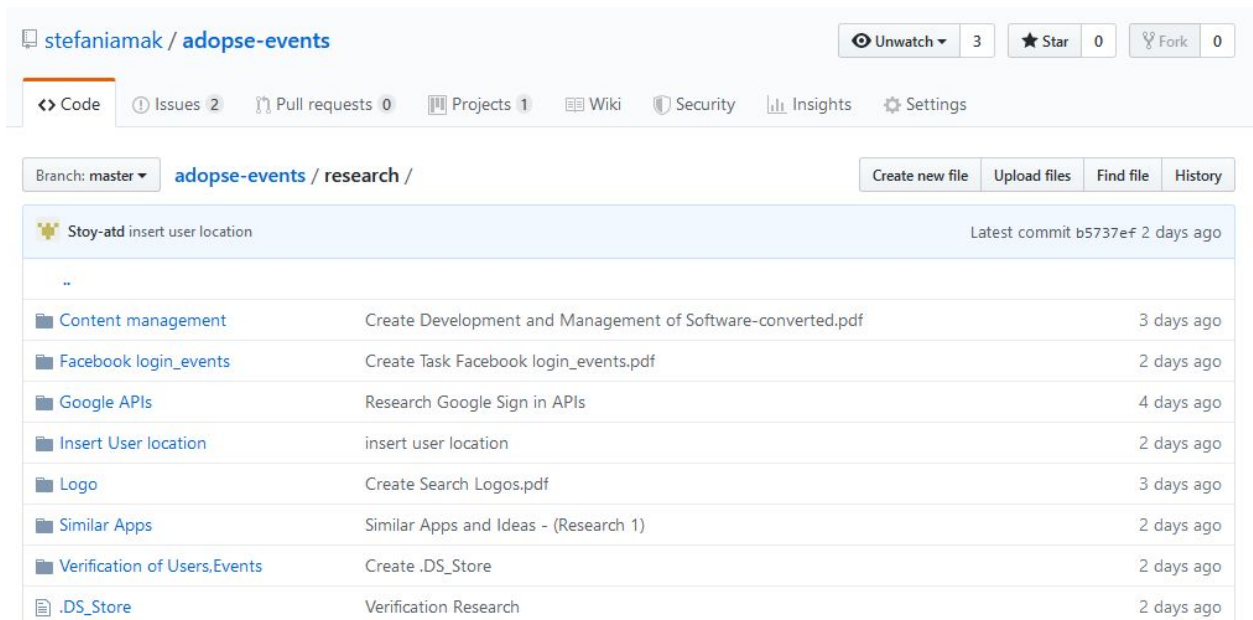 stefaniamak / adopse-events Unwatch 3 Star 0 Fork 0
Code Issues 2 Pull requests 0 Projects 1 Wiki Security Insights Settings
Branch: master adopse-events / research / Create new file Upload files Find file History
Stoy-atd insert user location Latest commit b5737ef 2 days ago
..
Content management Create Development and Management of Software-converted.pdf 3 days ago
Facebook login_events Create Task Facebook login_events.pdf 2 days ago
Google APIs Research Google Sign in APIs 4 days ago
Insert User location insert user location 2 days ago
Logo Create Search Logos.pdf 3 days ago
Similar Apps Similar Apps and Ideas - (Research 1) 2 days ago
Verification of Users,Events Create .DS_Store 2 days ago
.DS_Store Verification Research 2 days ago